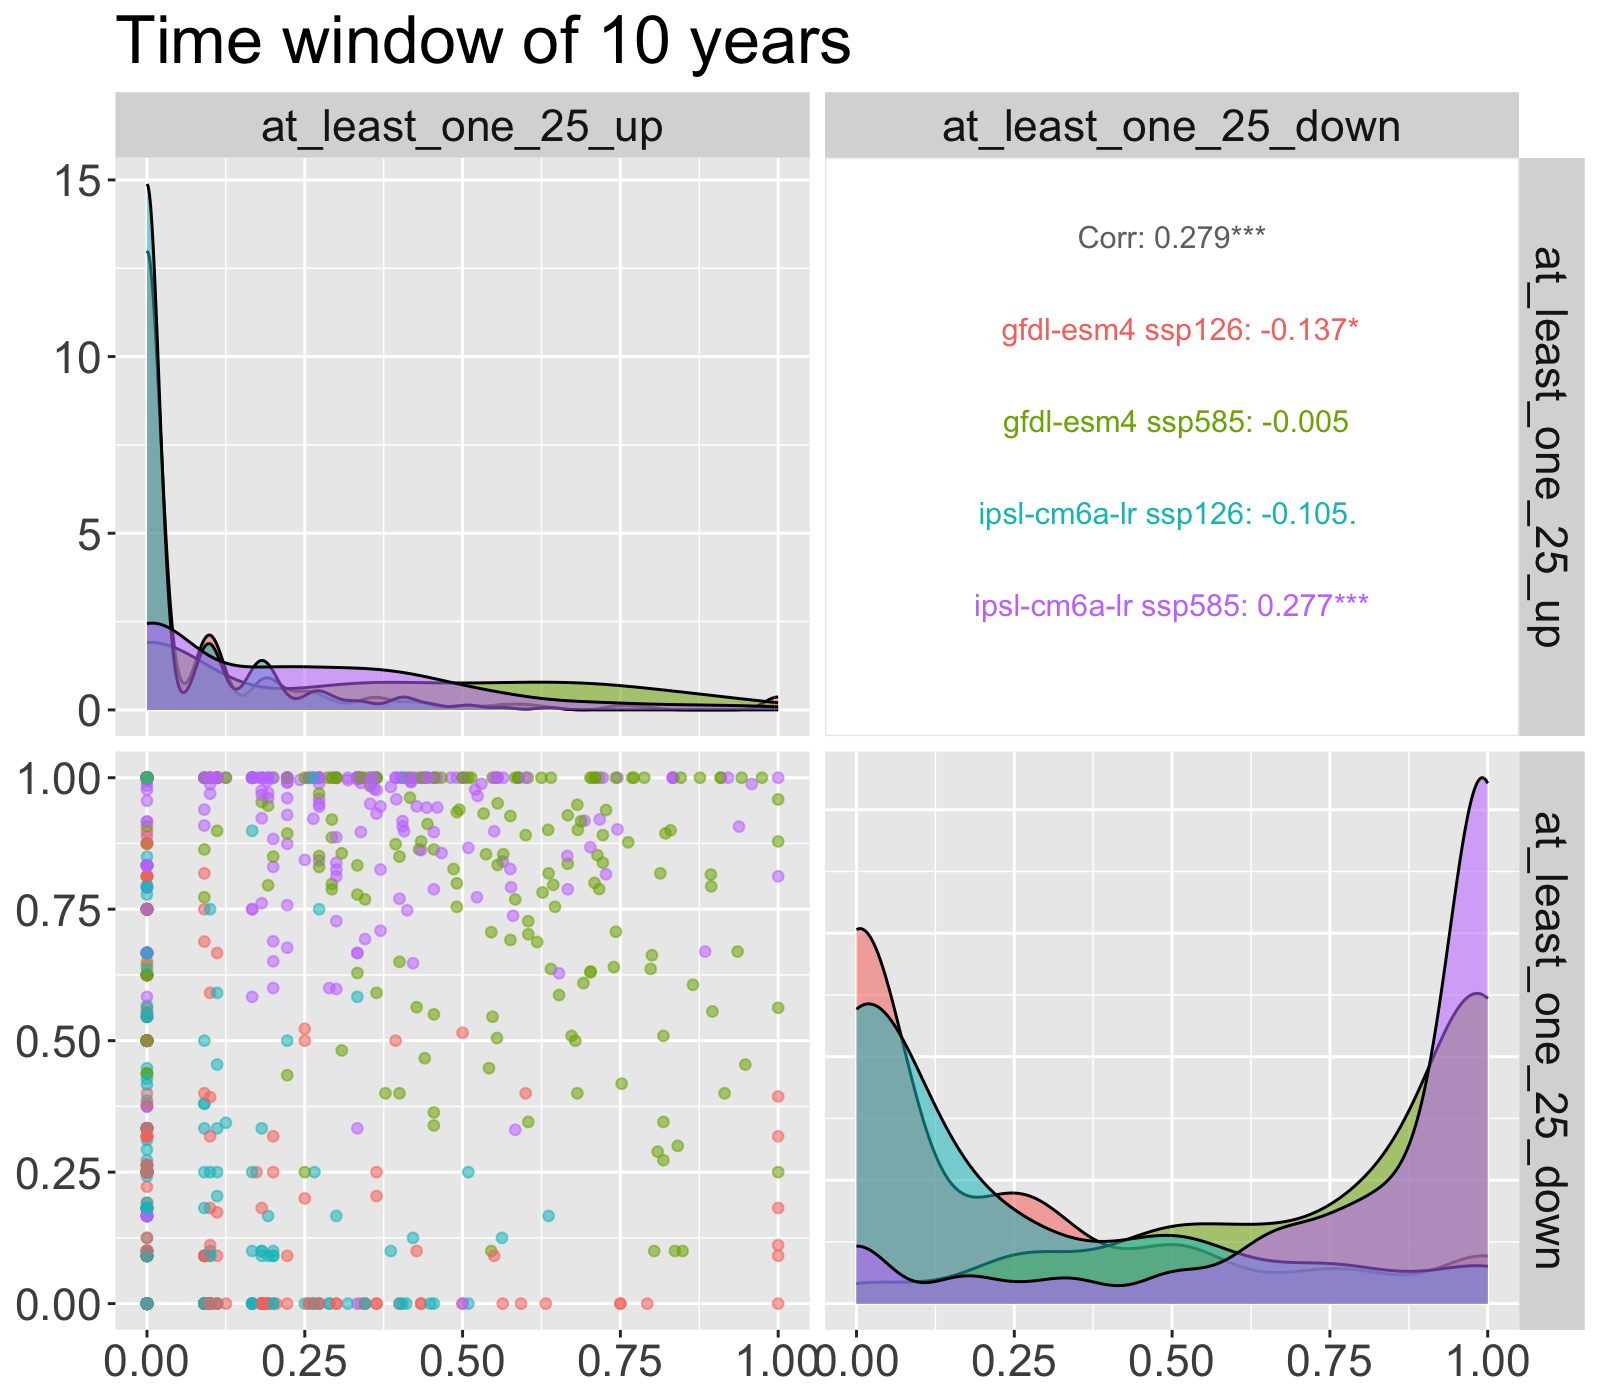 Time window of 10 years
at_least_one_25_up
at_least_one_25_down
15
10
5
0
Corr: 0.279***
gfdl-esm4 ssp126: -0.137*
gfdl-esm4 ssp585: -0.005
ipsl-cm6a-lr ssp126: -0.105.
ipsl-cm6a-lr ssp585: 0.277***
at_least_one_25_up
1.00
0.75
0.50
0.25
0.00
at_least_one_25_down
0.00 0.25 0.50 0.75 1.00
0.00 0.25 0.50 0.75 1.00